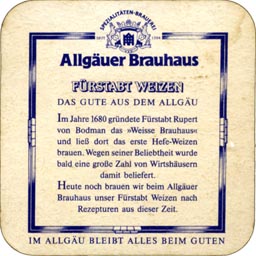 SPEZIALITÄTEN-BRAUEREI
1394
Allgäuer Brauhaus
FÜRSTABT WEIZEN
DAS GUTE AUS DEM ALLGÄU
Im Jahre 1680 gründete Fürstabt Rupert
von Bodman das »Weisse Brauhaus«
und ließ dort das erste Hefe-Weizen
brauen. Wegen seiner Beliebtheit wurde
bald eine große Zahl von Wirtshäusern
damit beliefert.
Heute noch brauen wir beim Allgäuer
Brauhaus unser Fürstabt Weizen nach
Rezepturen aus dieser Zeit.
IM ALLGÄU BLEIBT ALLES BEIM GUTEN